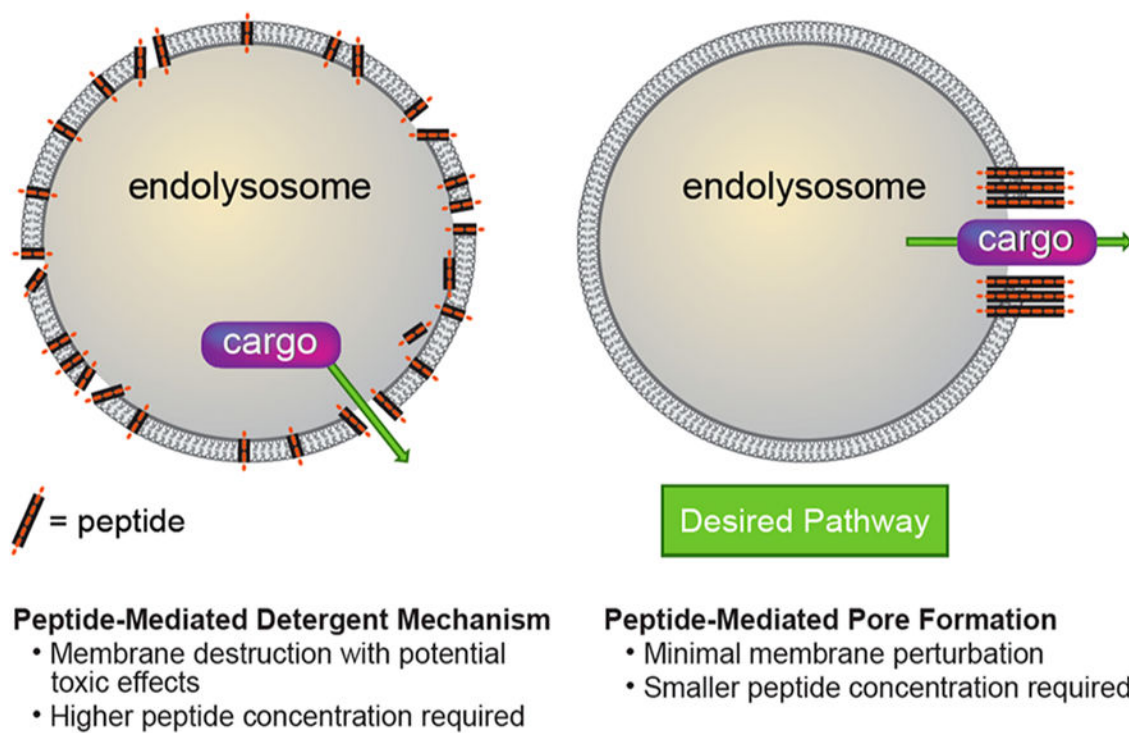 endolysosome
cargo
= peptide
Peptide-Mediated Detergent Mechanism
• Membrane destruction with potential
toxic effects
• Higher peptide concentration required
endolysosome
cargo
Desired Pathway
Peptide-Mediated Pore Formation
• Minimal membrane perturbation
• Smaller peptide concentration required